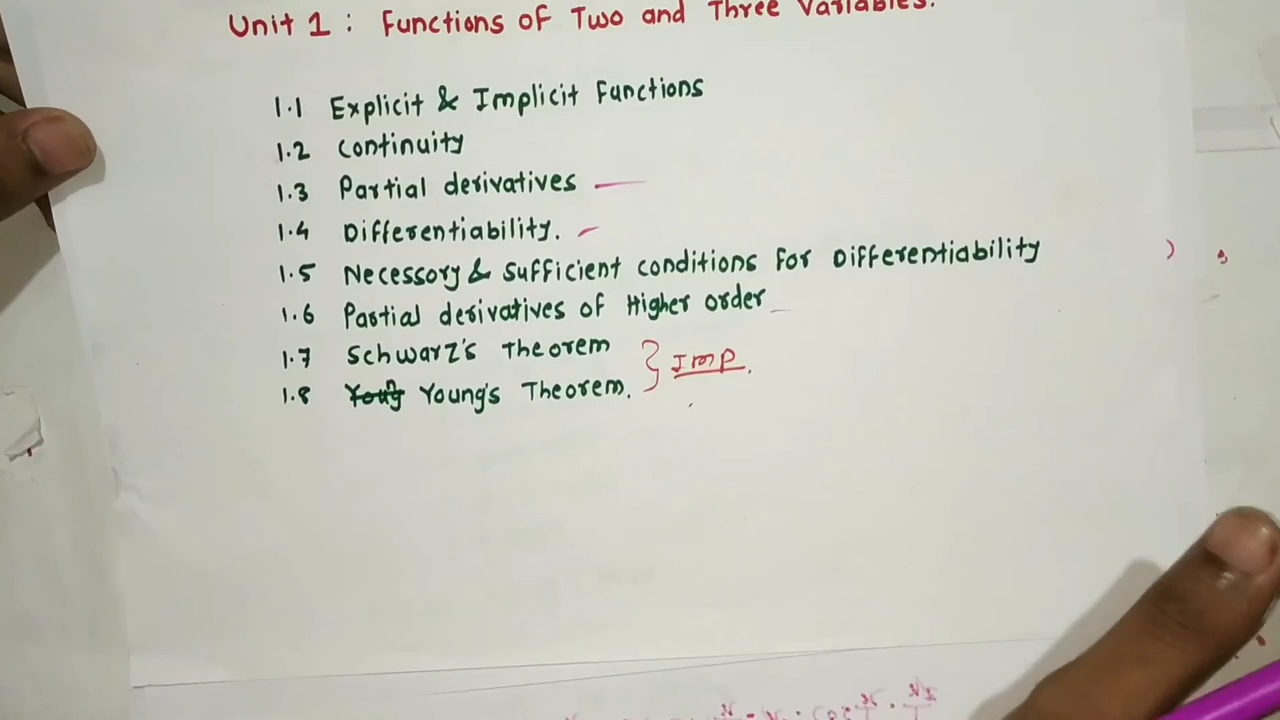 Unit 1 : Functions of Two and Three Variables.
1.1 Explicit & Implicit Functions
1.2 Continuity
1.3 Partial derivatives
1.4 Differentiability.
1.5 Necessory & Sufficient conditions for Differentiability
1.6 Partial derivatives of Higher order
1.7 Schwarz's Theorem
1.8 Young's Theorem. } Imp.